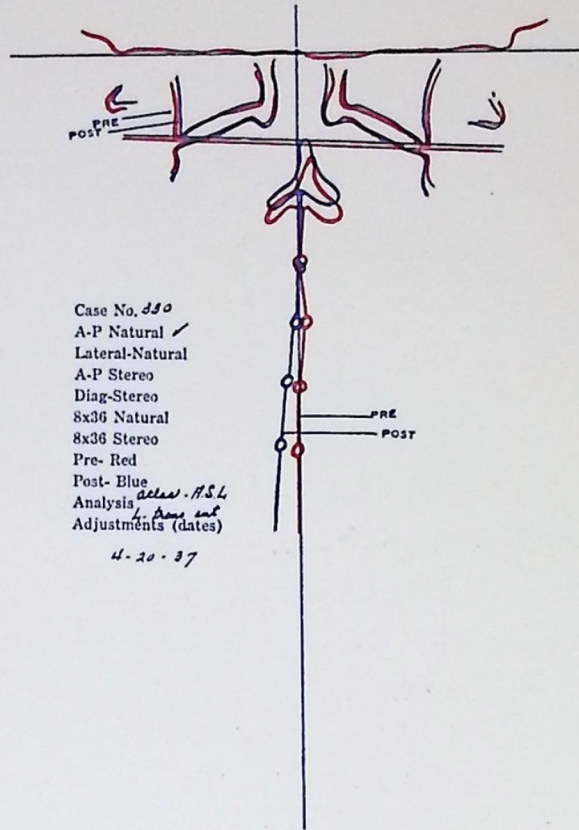 PRE
POST
Case No. 330
A-P Natural ✓
Lateral-Natural
A-P Stereo
Diag-Stereo
8x36 Natural
8x36 Stereo
Pre- Red
Post- Blue
Analysis atlas - A.S.L
Adjustments (dates)
4-20-37
PRE
POST